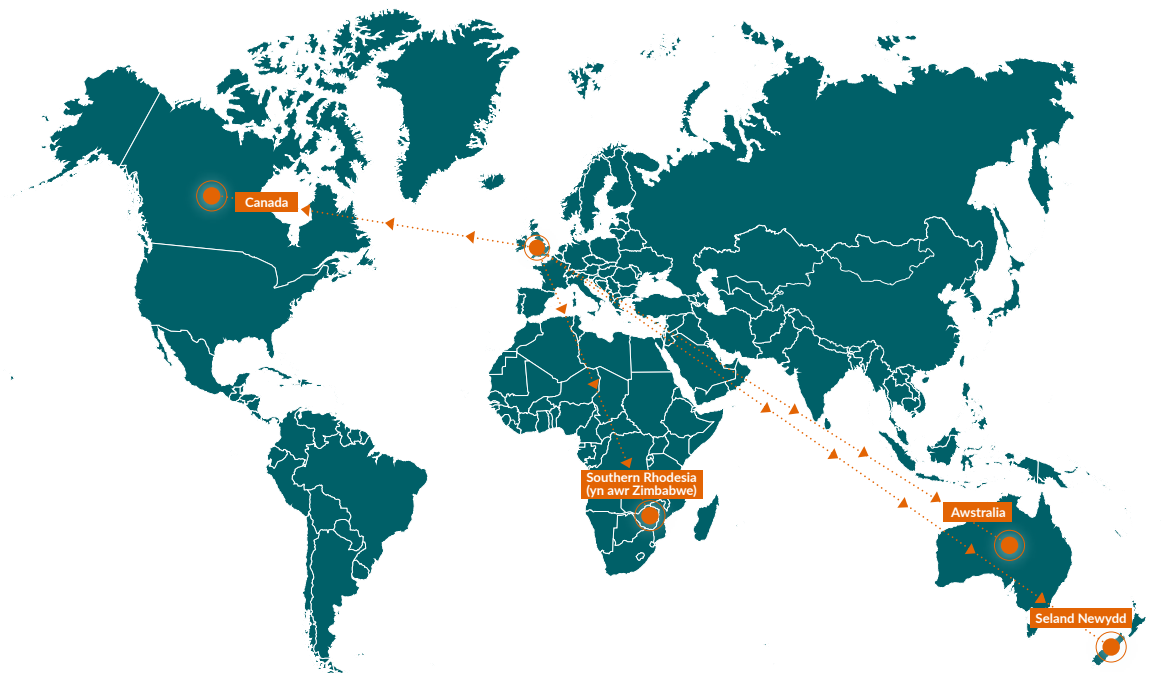 Canada
Southern Rhodesia
(yn awr Zimbabwe)
Awstralia
Seland Newydd